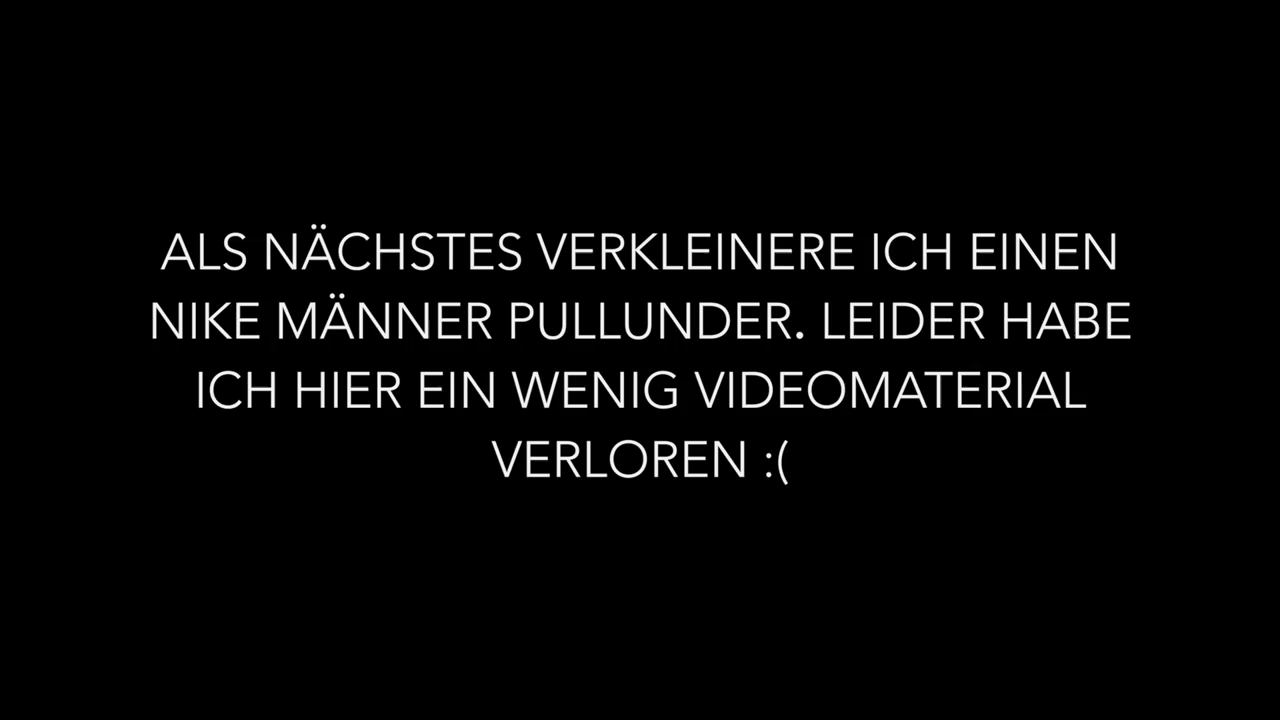 ALS NÄCHSTES VERKLEINERE ICH EINEN
NIKE MÄNNER PULLUNDER. LEIDER HABE
ICH HIER EIN WENIG VIDEOMATERIAL
VERLOREN :(